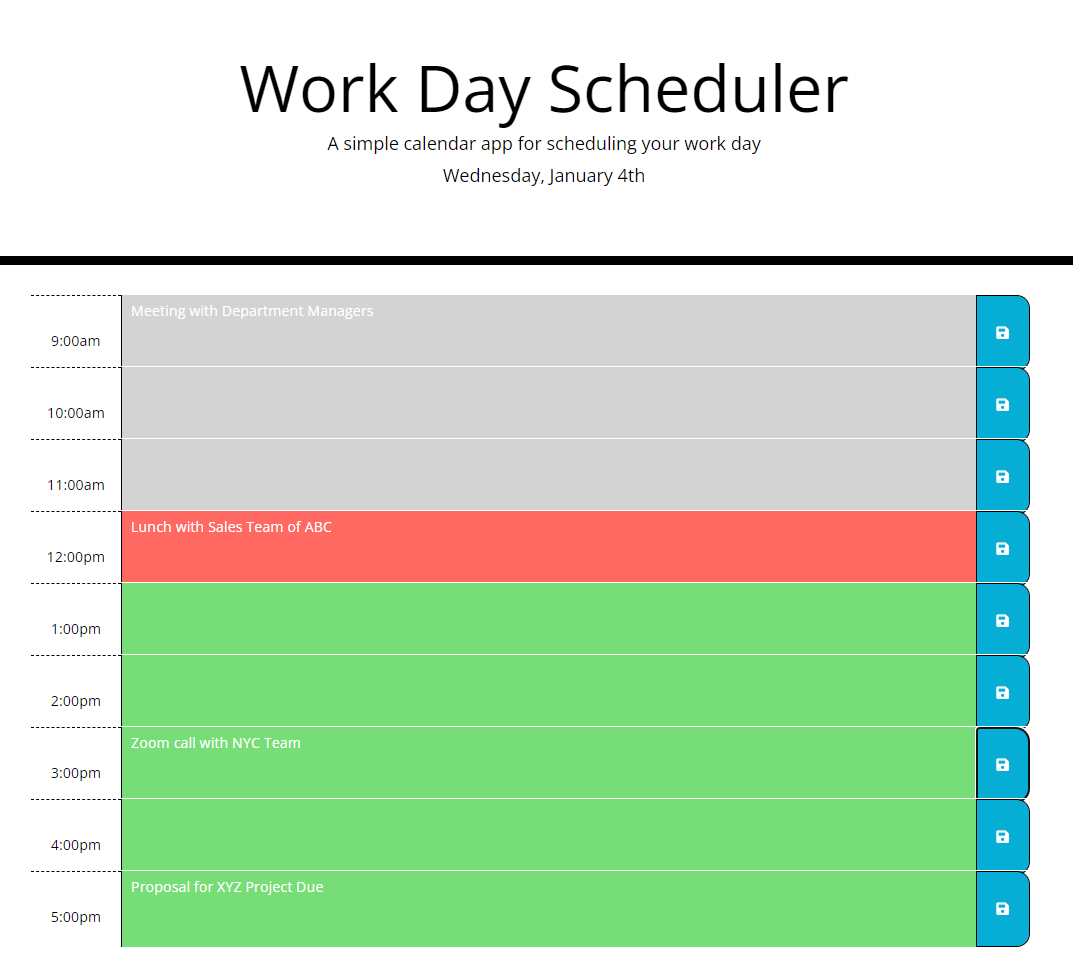 Work Day Scheduler
A simple calendar app for scheduling your work day
Wednesday, January 4th
9:00am
Meeting with Department Managers
10:00am
11:00am
12:00pm
Lunch with Sales Team of ABC
1:00pm
2:00pm
3:00pm
Zoom call with NYC Team
4:00pm
5:00pm
Proposal for XYZ Project Due